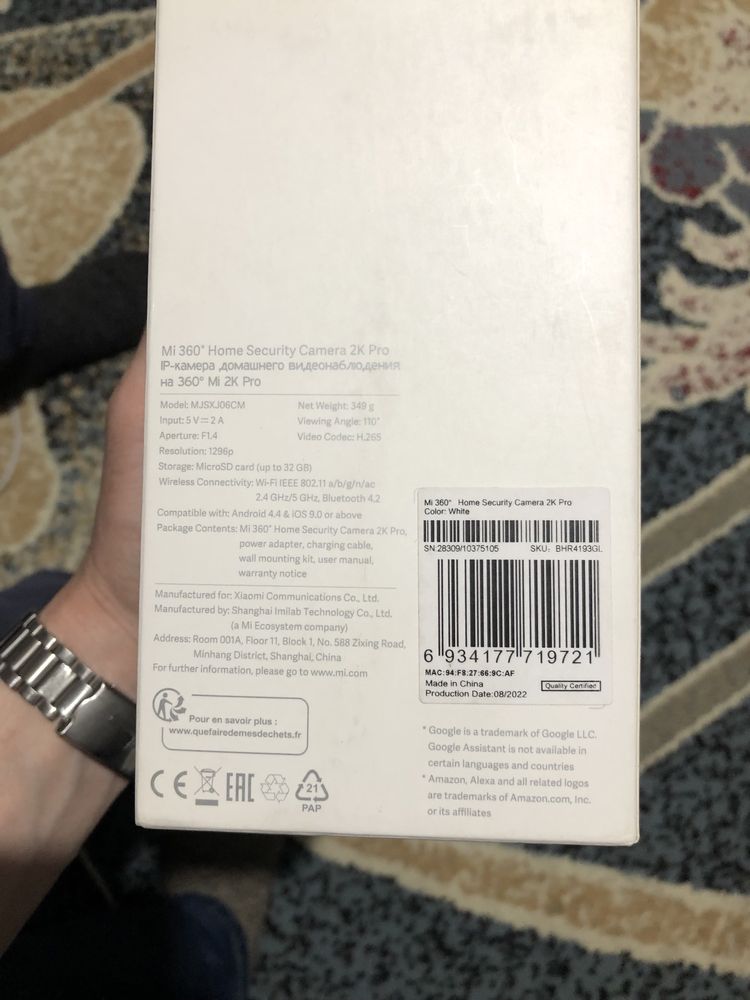 Mi 360° Home Security Camera 2K Pro
IP-камера домашнего видеонаблюдения
на 360° Mi 2K Pro
Model: MJSXJ06CM
Net Weight: 349 g
Input: 5 V⎓2 A
Viewing Angle: 110°
Aperture: F1.4
Video Codec: H.265
Resolution: 1296p
Storage: MicroSD card (up to 32 GB)
Wireless Connectivity: Wi-Fi IEEE 802.11 a/b/g/n/ac
2.4 GHz/5 GHz, Bluetooth 4.2
Compatible with: Android 4.4 & iOS 9.0 or above
Package Contents: Mi 360° Home Security Camera 2K Pro,
power adapter, charging cable,
wall mounting kit, user manual,
warranty notice
Manufactured for: Xiaomi Communications Co., Ltd.
Manufactured by: Shanghai Imilab Technology Co., Ltd.
(a Mi Ecosystem company)
Address: Room 001A, Floor 11, Block 1, No. 588 Zixing Road,
Minhang District, Shanghai, China
For further information, please go to www.mi.com
Pour en savoir plus :
www.quefairedemesdechets.fr
CE
EAC
21
PAP
Mi 360° Home Security Camera 2K Pro
Color: White
SN:28309/10375105 SKU: BHR4193GL
6 934177 719721
MAC:94:F8:27:66:9C:AF
Made in China
Production Date:08/2022
Quality Certified
* Google is a trademark of Google LLC.
Google Assistant is not available in
certain languages and countries
* Amazon, Alexa and all related logos
are trademarks of Amazon.com, Inc.
or its affiliates